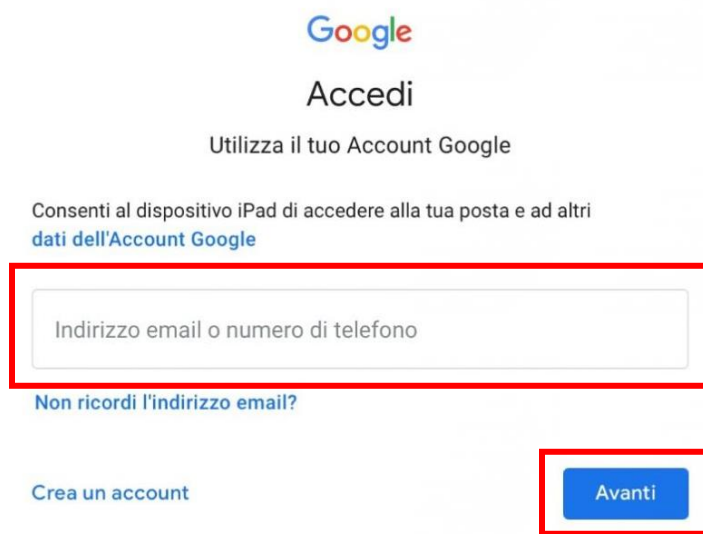 Google
Accedi
Utilizza il tuo Account Google
Consenti al dispositivo iPad di accedere alla tua posta e ad altri
dati dell'Account Google
Indirizzo email o numero di telefono
Non ricordi l'indirizzo email?
Crea un account
Avanti